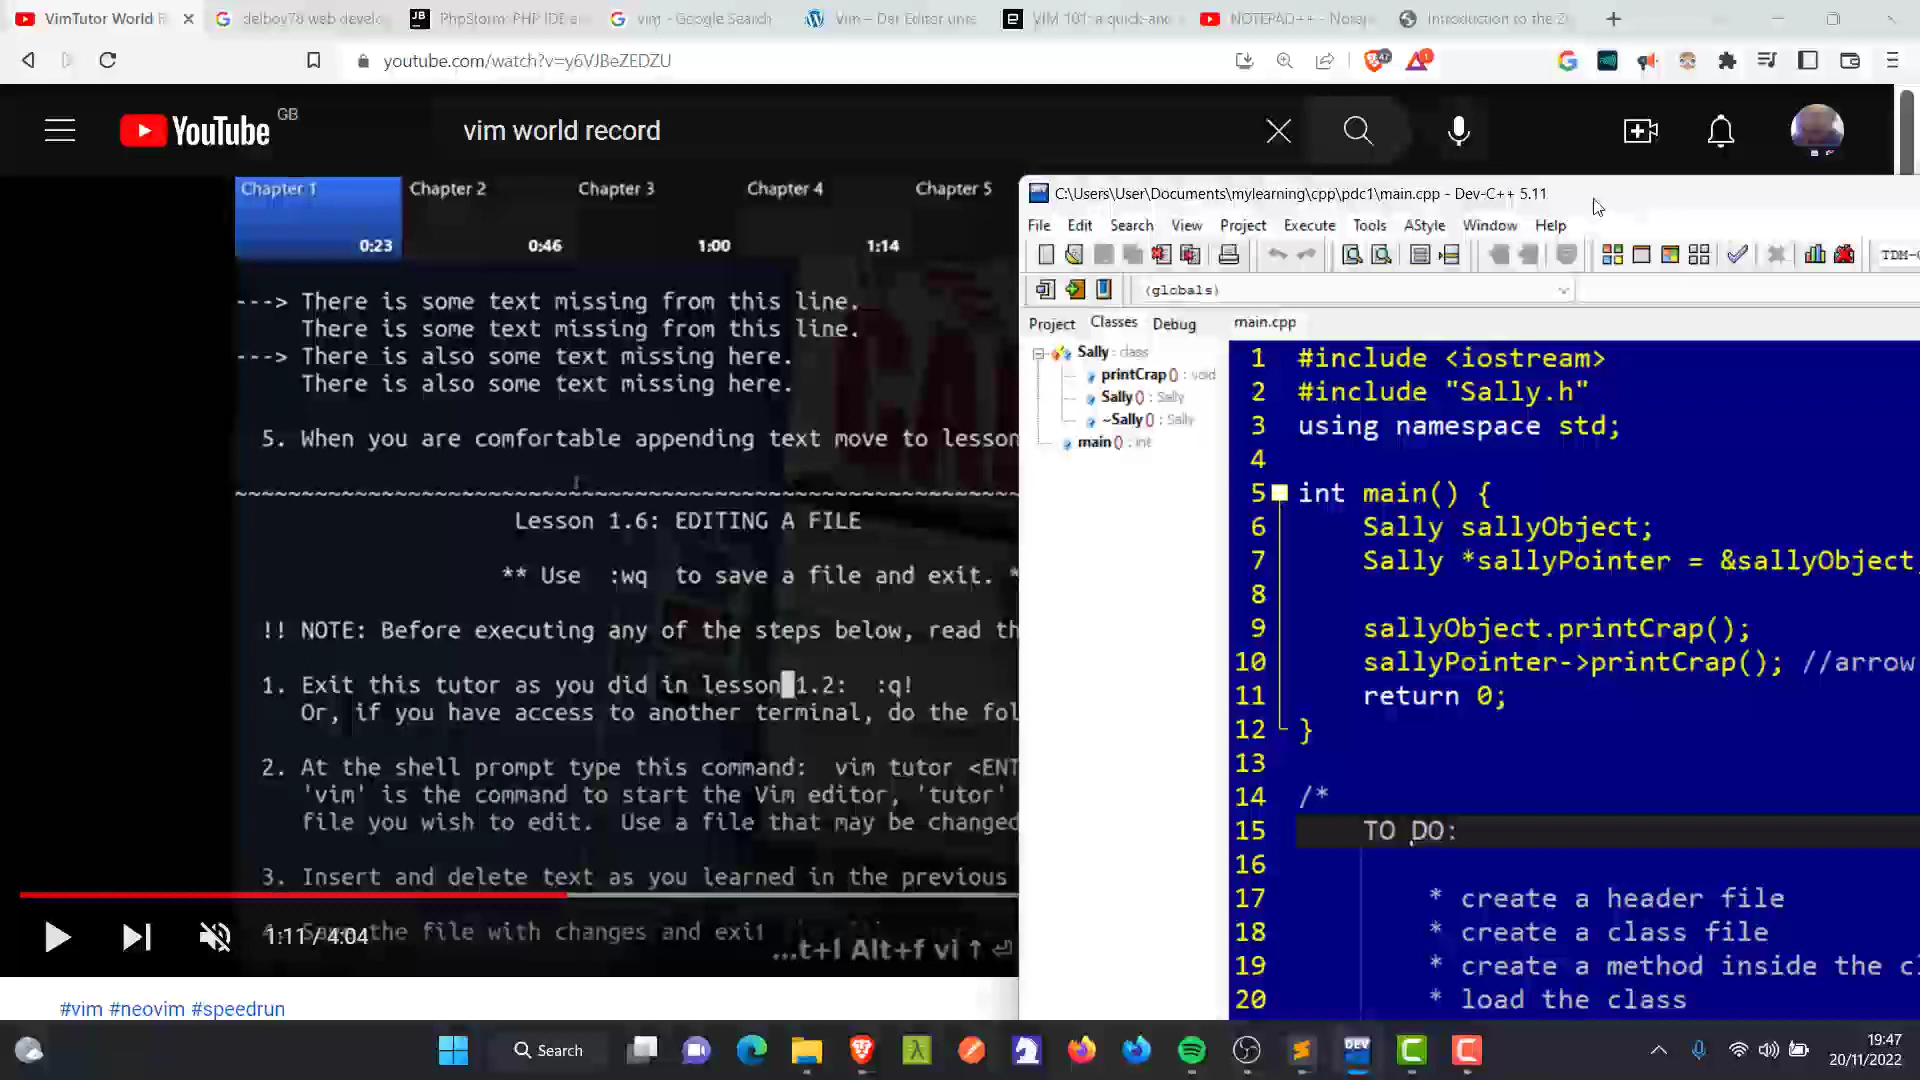 VimTutor World R
delboy78 web develo
PhpStorm: PHP IDE a
vim - Google Search
Vim – Der Editor uns
VIM 101: a quick-and
NOTEPAD++ - Notep
Introduction to the Z
youtube.com/watch?v=y6VJBeZEDZU
YouTube GB
vim world record
Chapter 1 Chapter 2 Chapter 3 Chapter 4 Chapter 5
0:23 0:46 1:00 1:14
---> There is some text missing from this line.
There is some text missing from this line.
---> There is also some text missing here.
There is also some text missing here.
5. When you are comfortable appending text move to lesson
~~~~~~~~~~~~~~~~~~~~~~~~~~~~~~~~~~~~~~~~~~~~~~~~~~~~~~~~~~~
Lesson 1.6: EDITING A FILE
** Use :wq to save a file and exit. *
!! NOTE: Before executing any of the steps below, read th
1. Exit this tutor as you did in lesson 1.2: :q!
Or, if you have access to another terminal, do the fol
2. At the shell prompt type this command: vim tutor <ENT
'vim' is the command to start the Vim editor, 'tutor'
file you wish to edit. Use a file that may be changed
3. Insert and delete text as you learned in the previous
the file with changes and exit
1:11 / 4:04
...t+l Alt+f vi ↑ ⏎
#vim #neovim #speedrun
C:\Users\User\Documents\mylearning\cpp\pdc1\main.cpp - Dev-C++ 5.11
File Edit Search View Project Execute Tools AStyle Window Help
TDM-
(globals)
Project Classes Debug
main.cpp
Sally : class
printCrap () : void
Sally () : Sally
~Sally () : Sally
main () : int
1 #include <iostream>
2 #include "Sally.h"
3 using namespace std;
4
5 int main() {
6 Sally sallyObject;
7 Sally *sallyPointer = &sallyObject;
8
9 sallyObject.printCrap();
10 sallyPointer->printCrap(); //arrow
11 return 0;
12 }
13
14 /*
15 TO DO:
16
17 * create a header file
18 * create a class file
19 * create a method inside the cl
20 * load the class
Search
DEV
19:47
20/11/2022